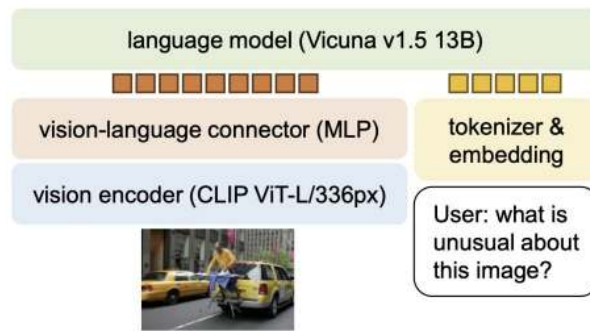 language model (Vicuna v1.5 13B)
vision-language connector (MLP)
tokenizer &
embedding
vision encoder (CLIP ViT-L/336px)
User: what is
unusual about
this image?